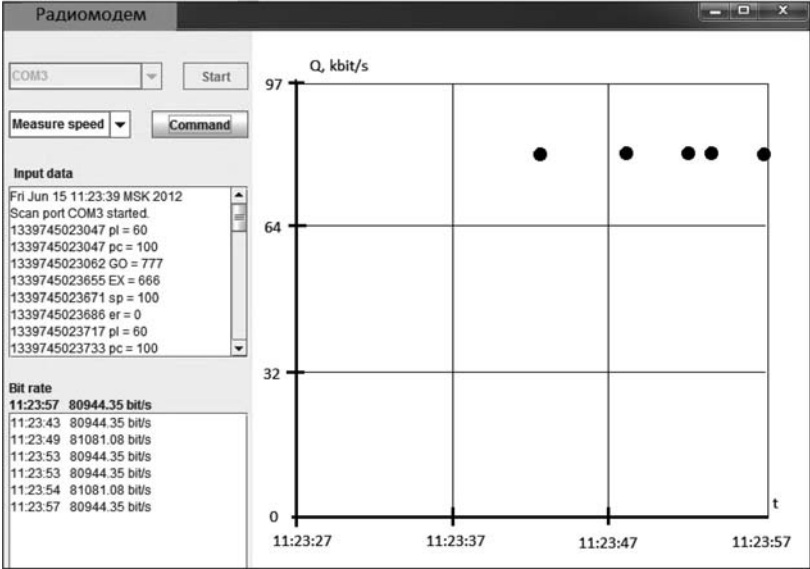 Радиомодем
COM3
Start
Measure speed
Command
Input data
Fri Jun 15 11:23:39 MSK 2012
Scan port COM3 started.
1339745023047 pl = 60
1339745023047 pc = 100
1339745023062 GO = 777
1339745023655 EX = 666
1339745023671 sp = 100
1339745023686 er = 0
1339745023717 pl = 60
1339745023733 pc = 100
Bit rate
11:23:57 80944.35 bit/s
11:23:43 80944.35 bit/s
11:23:49 81081.08 bit/s
11:23:53 80944.35 bit/s
11:23:53 80944.35 bit/s
11:23:54 81081.08 bit/s
11:23:57 80944.35 bit/s
Q, kbit/s
97
64
32
0
t
11:23:27
11:23:37
11:23:47
11:23:57